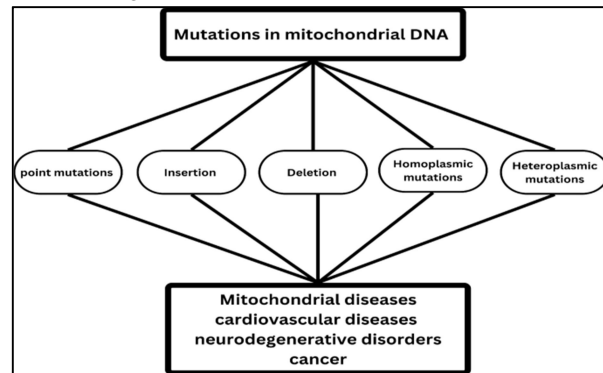 Mutations in mitochondrial DNA
point mutations
Insertion
Deletion
Homoplasmic
mutations
Heteroplasmic
mutations
Mitochondrial diseases
cardiovascular diseases
neurodegenerative disorders
cancer